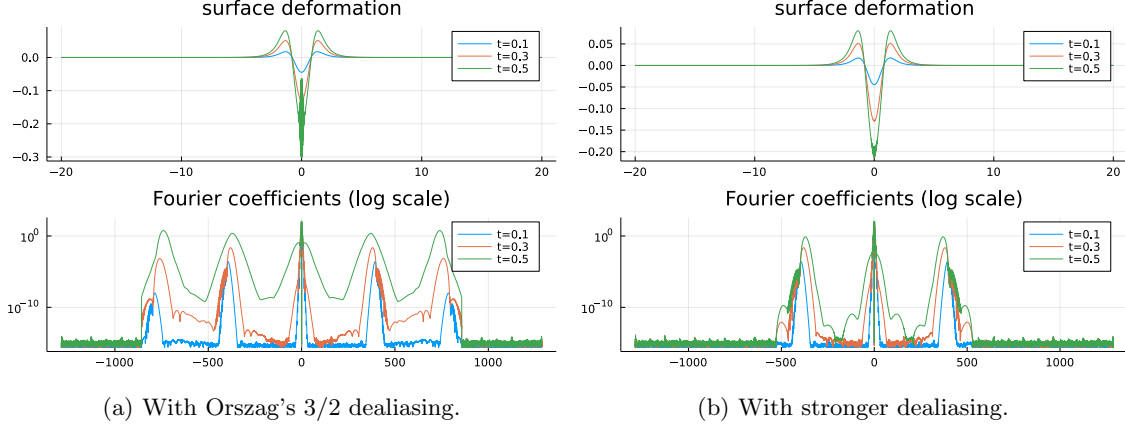 surface deformation
t=0.1
t=0.3
t=0.5
0.0
−0.1
−0.2
−0.3
−20
−10
0
10
20
Fourier coefficients (log scale)
t=0.1
t=0.3
t=0.5
10^0
10^−10
−1000
−500
0
500
1000
(a) With Orszag's 3/2 dealiasing.
surface deformation
t=0.1
t=0.3
t=0.5
0.05
0.00
−0.05
−0.10
−0.15
−0.20
−20
−10
0
10
20
Fourier coefficients (log scale)
t=0.1
t=0.3
t=0.5
10^0
10^−10
−1000
−500
0
500
1000
(b) With stronger dealiasing.